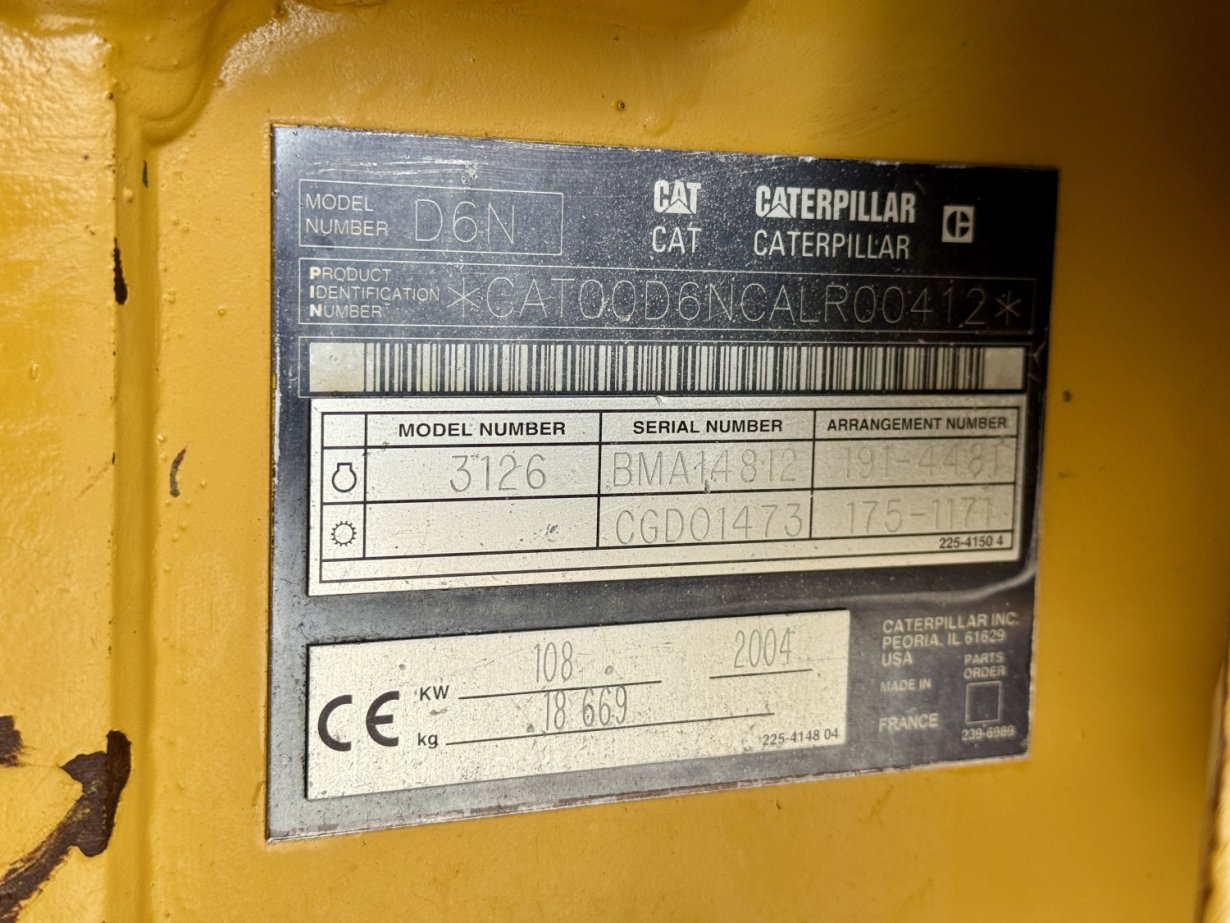 MODEL NUMBER D6N
CAT CATERPILLAR
CAT CATERPILLAR
PRODUCT IDENTIFICATION NUMBER *CAT00D6NCALR00412*
MODEL NUMBER SERIAL NUMBER ARRANGEMENT NUMBER
3126 BMA14812 191-4481
CGD01473 175-1171
225-4150 4
CE KW 108 2004
kg 18 669
225-4148 04
CATERPILLAR INC.
PEORIA, IL 61629
USA
MADE IN
FRANCE
PARTS
ORDER
239-6989